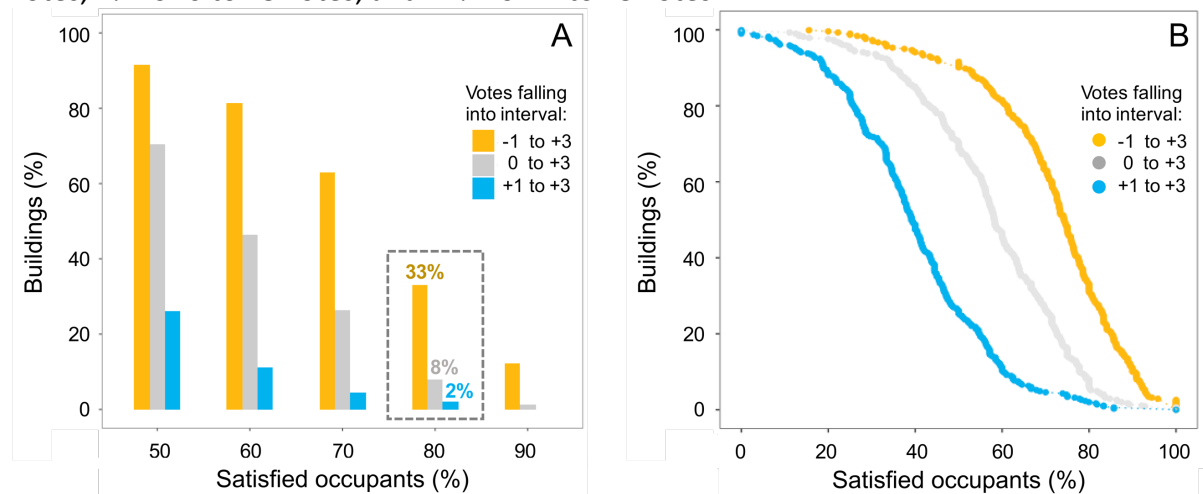 A
100
80
60
40
20
0
Buildings (%)
Votes falling
into interval:
-1 to +3
0 to +3
+1 to +3
33%
8%
2%
50 60 70 80 90
Satisfied occupants (%)
B
100
80
60
40
20
0
Buildings (%)
Votes falling
into interval:
-1 to +3
0 to +3
+1 to +3
0 20 40 60 80 100
Satisfied occupants (%)